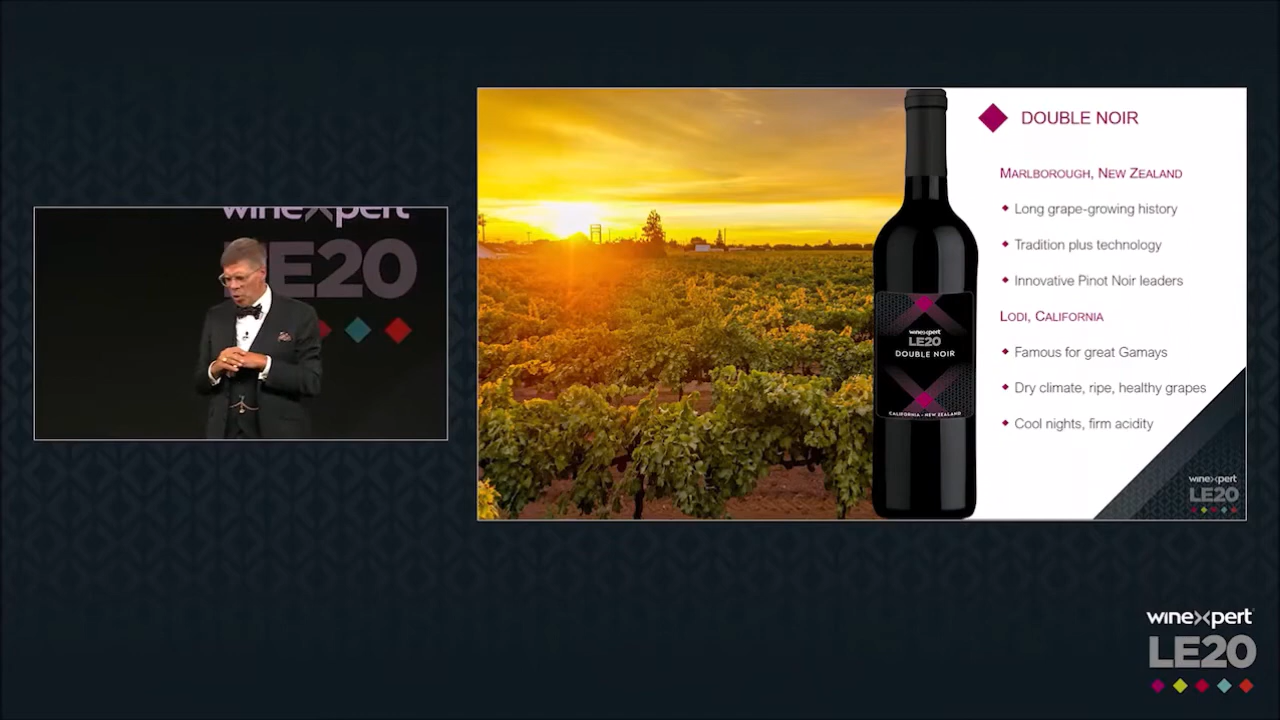 winexpert
LE20
DOUBLE NOIR
MARLBOROUGH, NEW ZEALAND
Long grape-growing history
Tradition plus technology
Innovative Pinot Noir leaders
LODI, CALIFORNIA
Famous for great Gamays
Dry climate, ripe, healthy grapes
Cool nights, firm acidity
winexpert
LE20
DOUBLE NOIR
CALIFORNIA • NEW ZEALAND
winexpert
LE20
winexpert
LE20